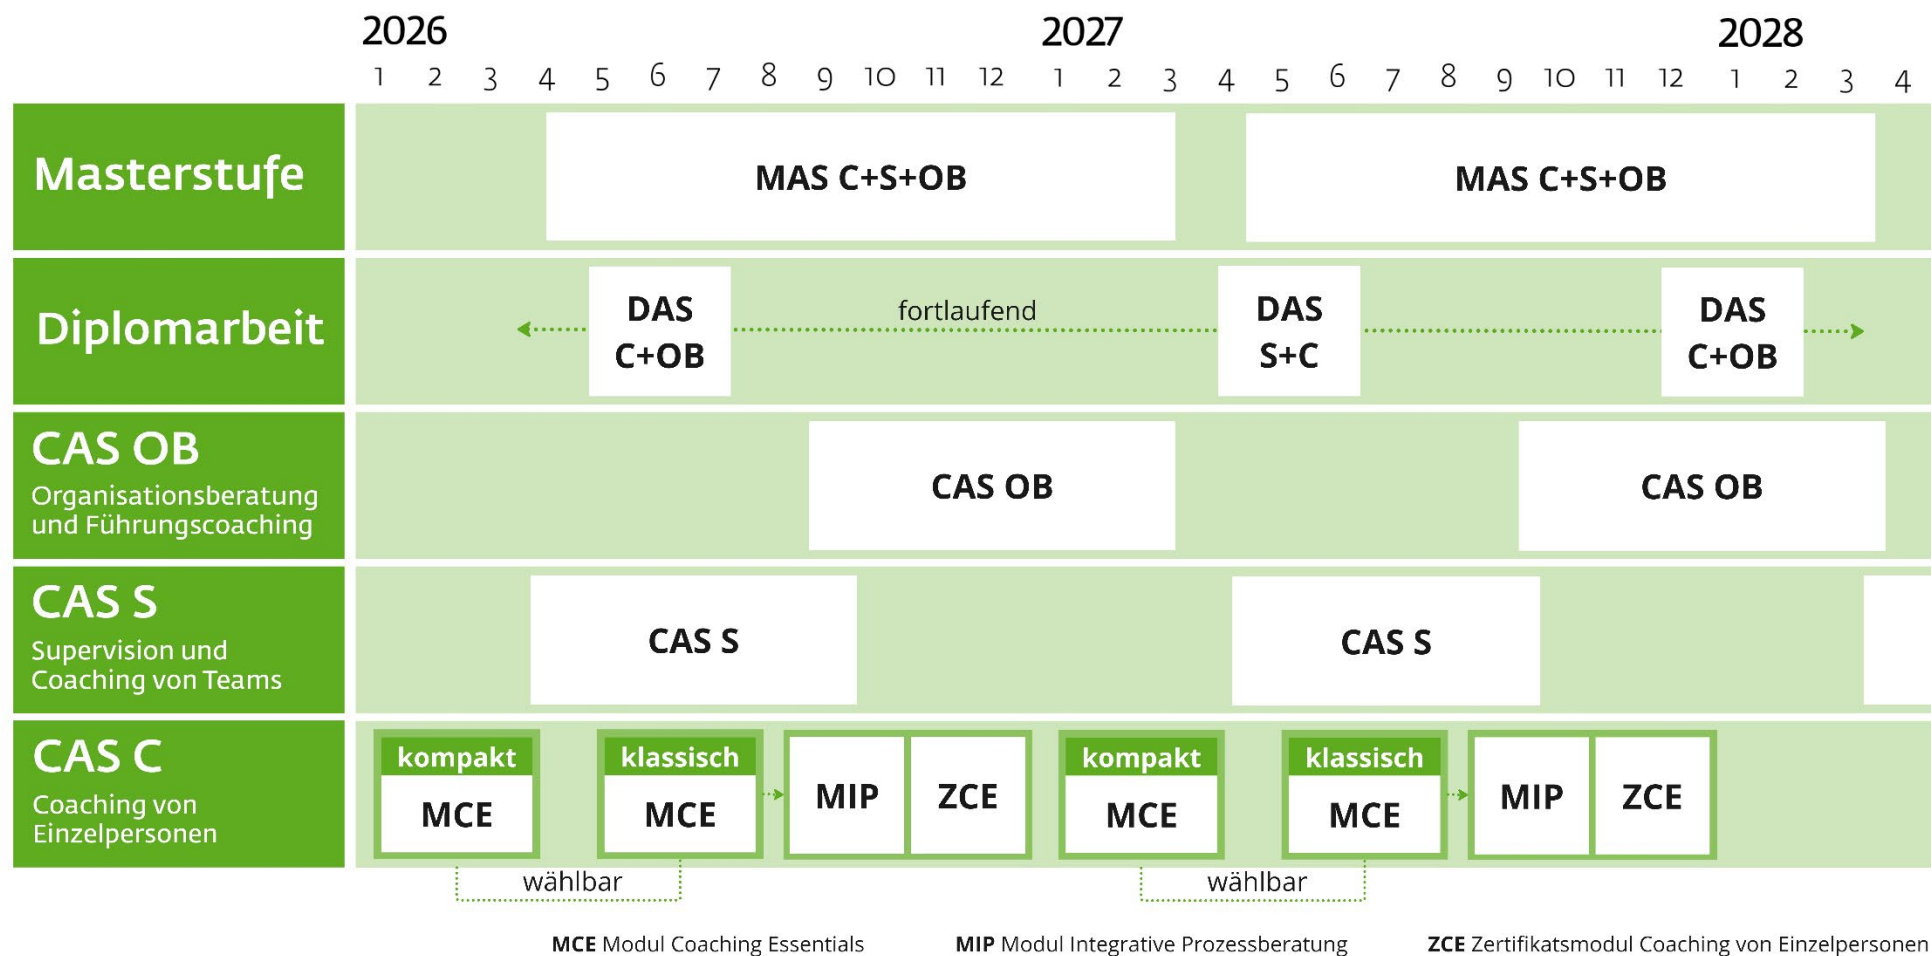 2026 2027 2028
1 2 3 4 5 6 7 8 9 10 11 12 1 2 3 4 5 6 7 8 9 10 11 12 1 2 3 4
Masterstufe
MAS C+S+OB MAS C+S+OB
Diplomarbeit
DAS
C+OB
fortlaufend
DAS
S+C
DAS
C+OB
CAS OB
Organisationsberatung
und Führungscoaching
CAS OB CAS OB
CAS S
Supervision und
Coaching von Teams
CAS S CAS S
CAS C
Coaching von
Einzelpersonen
kompakt
MCE
klassisch
MCE
MIP ZCE
kompakt
MCE
klassisch
MCE
MIP ZCE
wählbar wählbar
MCE Modul Coaching Essentials MIP Modul Integrative Prozessberatung ZCE Zertifikatsmodul Coaching von Einzelpersonen